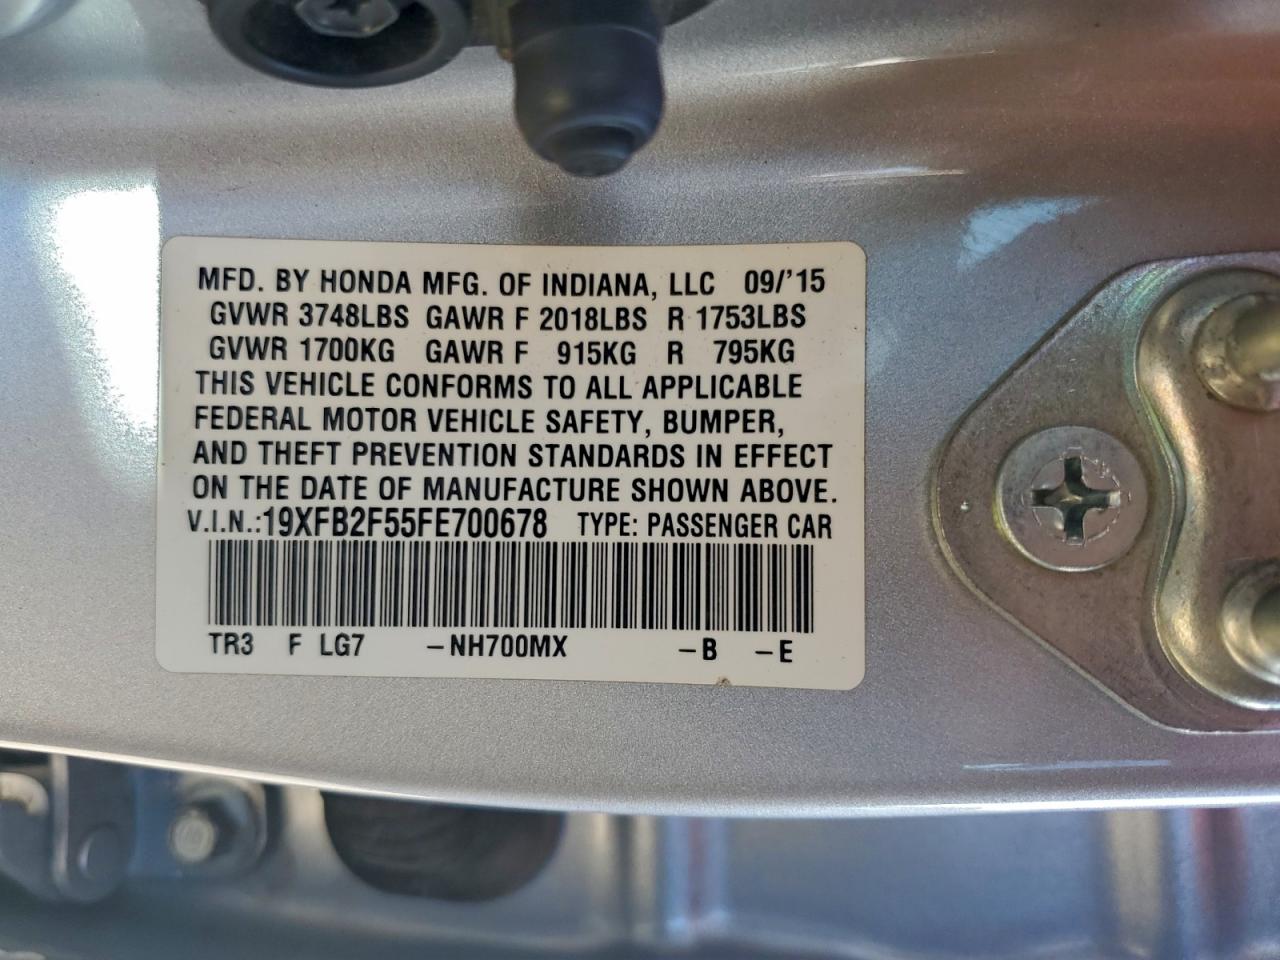 MFD. BY HONDA MFG. OF INDIANA, LLC 09/'15
GVWR 3748LBS GAWR F 2018LBS R 1753LBS
GVWR 1700KG GAWR F 915KG R 795KG
THIS VEHICLE CONFORMS TO ALL APPLICABLE
FEDERAL MOTOR VEHICLE SAFETY, BUMPER,
AND THEFT PREVENTION STANDARDS IN EFFECT
ON THE DATE OF MANUFACTURE SHOWN ABOVE.
V.I.N.:19XFB2F55FE700678 TYPE: PASSENGER CAR
TR3 F LG7 –NH700MX –B –E